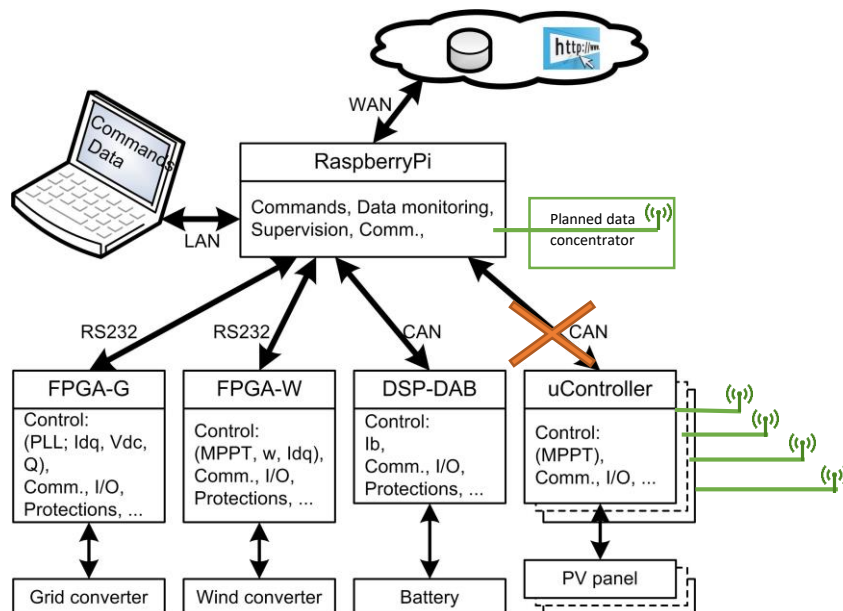 http://www
WAN
Commands
Data
RaspberryPi
Commands, Data monitoring,
Supervision, Comm.,
LAN
Planned data
concentrator
RS232
RS232
CAN
CAN
FPGA-G
Control:
(PLL; Idq, Vdc,
Q),
Comm., I/O,
Protections, ...
FPGA-W
Control:
(MPPT, w, Idq),
Comm., I/O,
Protections, ...
DSP-DAB
Control:
Ib,
Comm., I/O,
Protections, ...
uController
Control:
(MPPT),
Comm., I/O, ...
Grid converter
Wind converter
Battery
PV panel